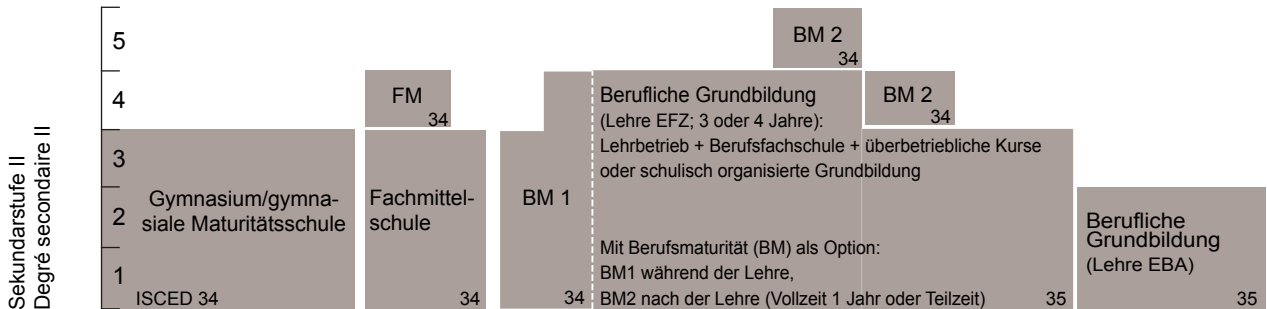 Sekundarstufe II
Degré secondaire II
5
4
3
2
1
Gymnasium/gymna-
siale Maturitätsschule
ISCED 34
FM
34
Fachmittel-
schule
34
BM 1
34
BM 2
34
BM 2
34
Berufliche Grundbildung
(Lehre EFZ; 3 oder 4 Jahre):
Lehrbetrieb + Berufsfachschule + überbetriebliche Kurse
oder schulisch organisierte Grundbildung
Mit Berufsmaturität (BM) als Option:
BM1 während der Lehre,
BM2 nach der Lehre (Vollzeit 1 Jahr oder Teilzeit)
35
Berufliche
Grundbildung
(Lehre EBA)
35